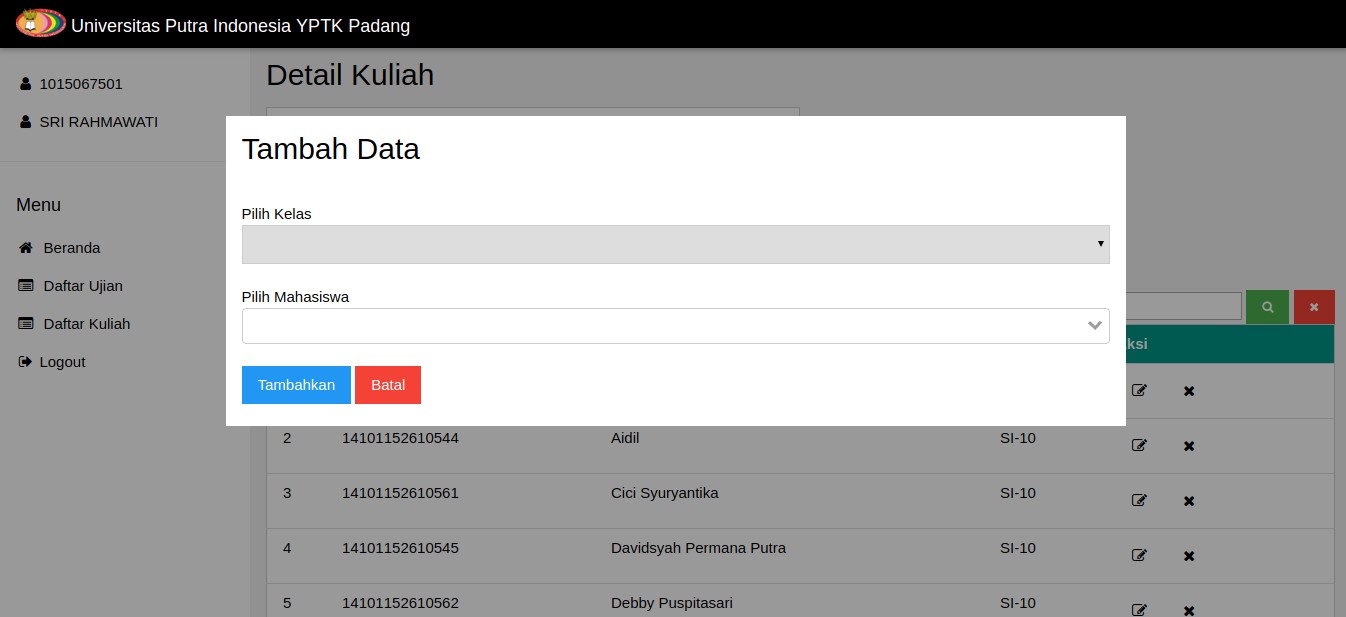 Universitas Putra Indonesia YPTK Padang
1015067501
SRI RAHMAWATI
Menu
Beranda
Daftar Ujian
Daftar Kuliah
Logout
Detail Kuliah
Tambah Data
Pilih Kelas
Pilih Mahasiswa
Tambahkan Batal
ksi
2 14101152610544 Aidil SI-10
3 14101152610561 Cici Syuryantika SI-10
4 14101152610545 Davidsyah Permana Putra SI-10
5 14101152610562 Debby Puspitasari SI-10